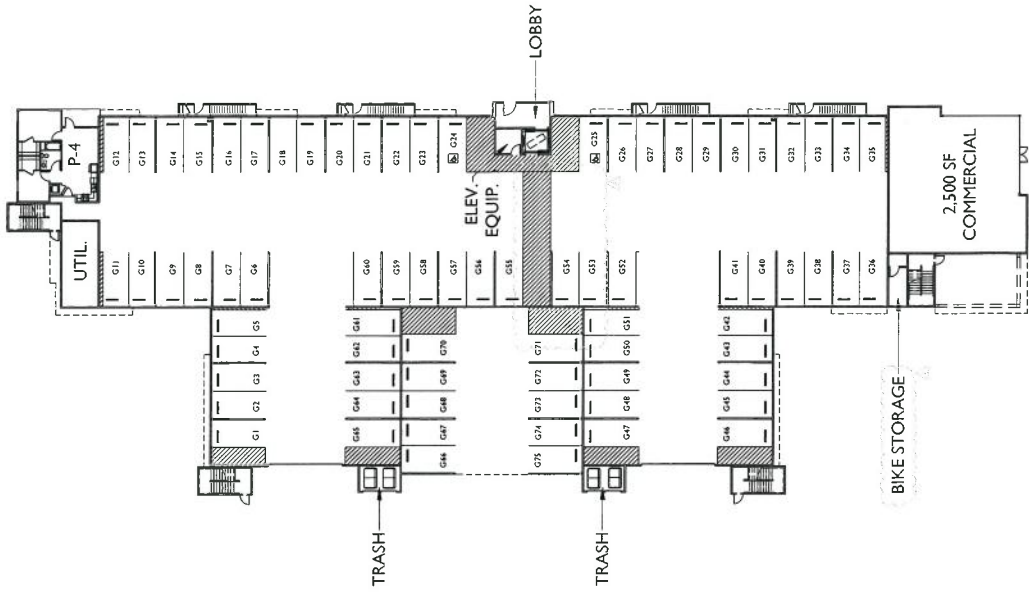 LOBBY
P-4
G12
G13
G14
G15
G16
G17
G18
G19
G20
G21
G22
G23
G24
G25
G26
G27
G28
G29
G30
G31
G32
G33
G34
G35
2,500 SF
COMMERCIAL
ELEV.
EQUIP.
UTIL.
G11
G10
G9
G8
G7
G6
G60
G59
G58
G57
G56
G55
G54
G53
G52
G41
G40
G39
G38
G37
G36
G5
G4
G3
G2
G1
G61
G62
G63
G64
G65
G70
G69
G68
G67
G66
G71
G72
G73
G74
G75
G51
G50
G49
G48
G47
G42
G43
G44
G45
G46
BIKE STORAGE
TRASH
TRASH